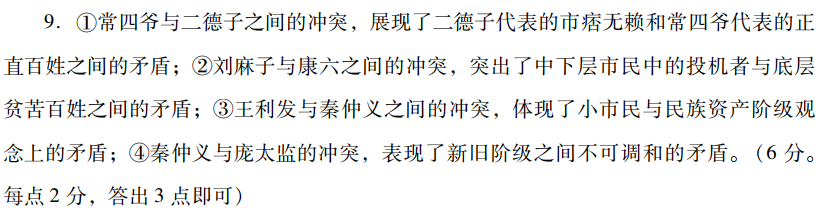 9. ①常四爷与二德子之间的冲突，展现了二德子代表的市痞无赖和常四爷代表的正
直百姓之间的矛盾；②刘麻子与康六之间的冲突，突出了中下层市民中的投机者与底层
贫苦百姓之间的矛盾；③王利发与秦仲义之间的冲突，体现了小市民与民族资产阶级观
念上的矛盾；④秦仲义与庞太监的冲突，表现了新旧阶级之间不可调和的矛盾。（6 分。
每点 2 分，答出 3 点即可）